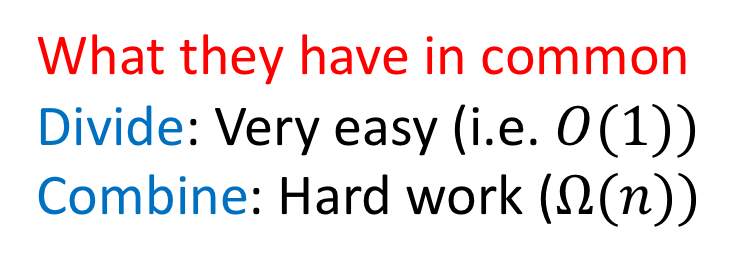 What they have in common
Divide: Very easy (i.e. O(1))
Combine: Hard work (Ω(n))